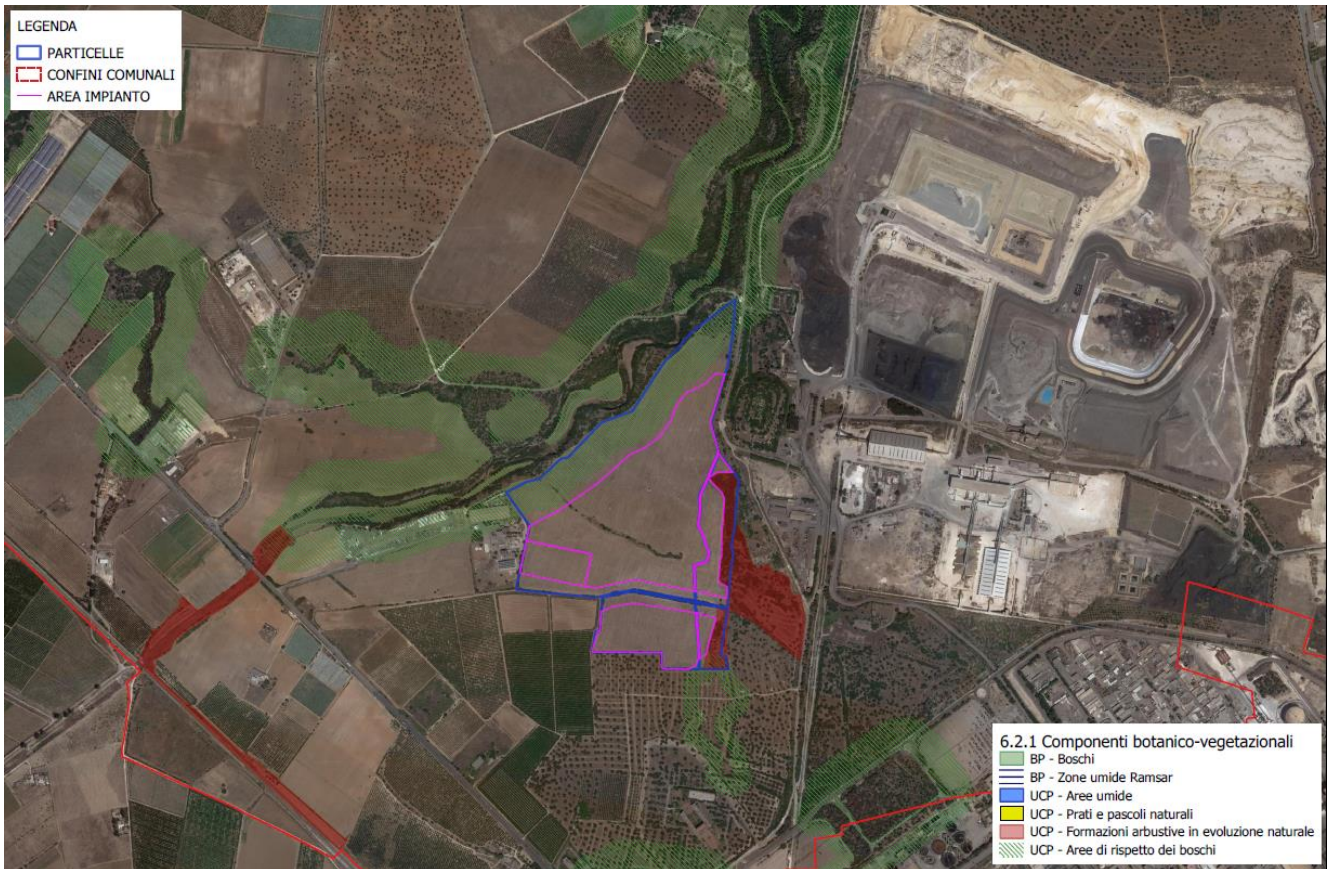 LEGENDA
PARTICELLE
CONFINI COMUNALI
AREA IMPIANTO
6.2.1 Componenti botanico-vegetazionali
BP - Boschi
BP - Zone umide Ramsar
UCP - Aree umide
UCP - Prati e pascoli naturali
UCP - Formazioni arbustive in evoluzione naturale
UCP - Aree di rispetto dei boschi